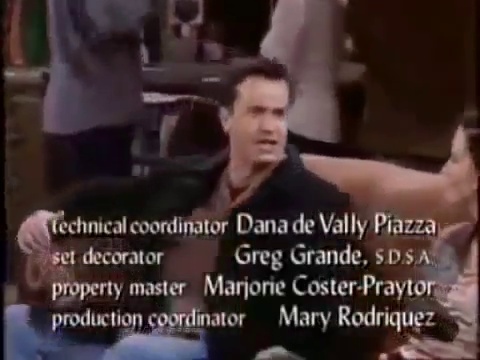 technical coordinator Dana de Vally Piazza
set decorator Greg Grande, S.D.S.A.
property master Marjorie Coster-Praytor
production coordinator Mary Rodriquez